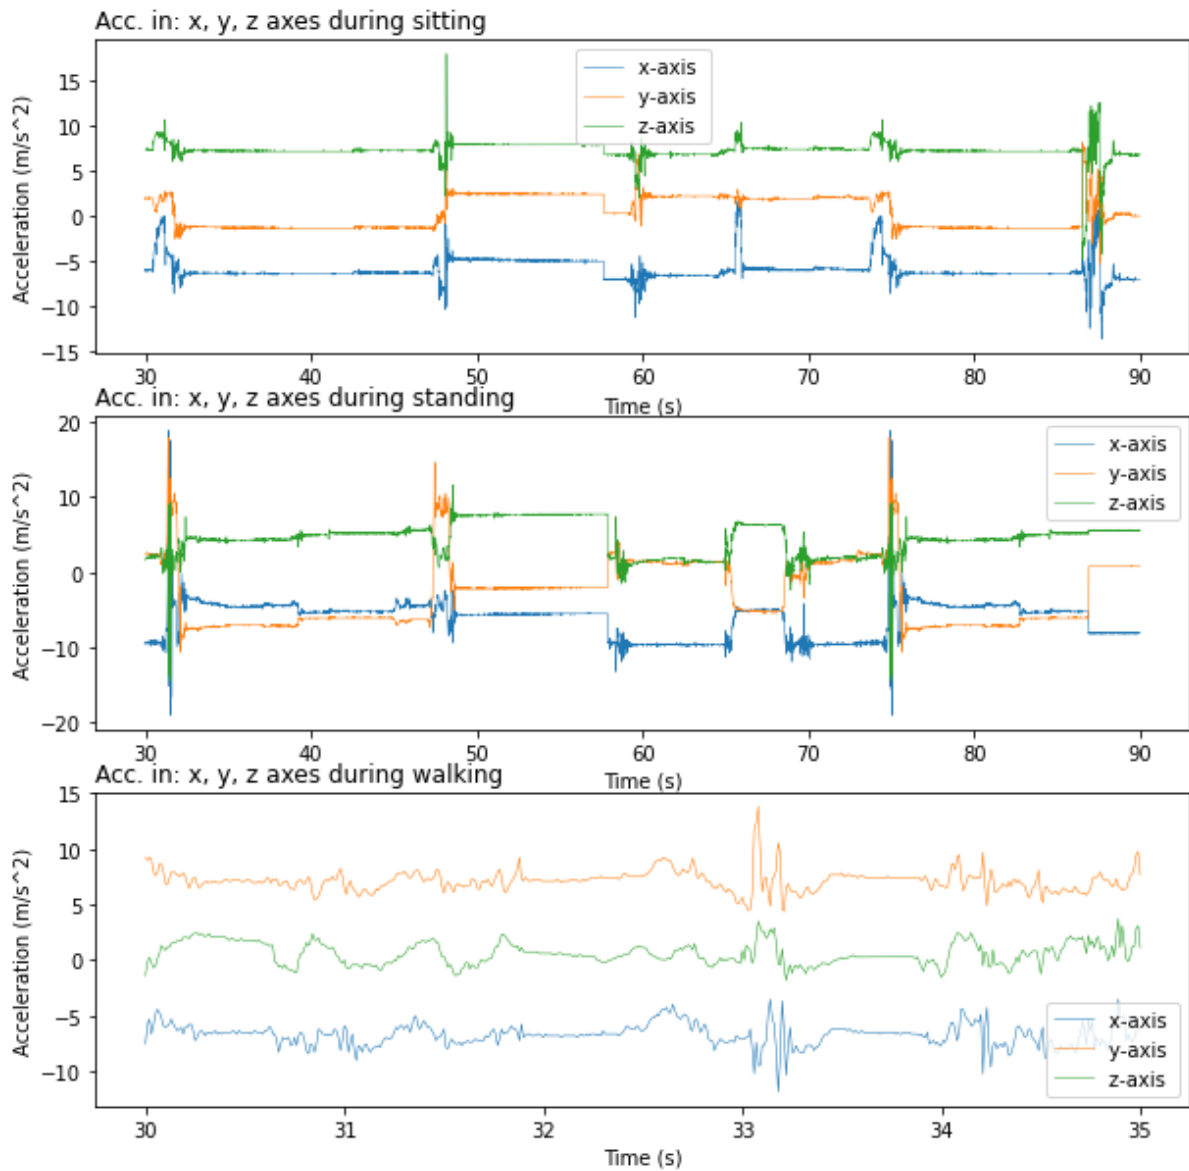 Acc. in: x, y, z axes during sitting
x-axis
y-axis
z-axis
15
10
5
0
−5
−10
−15
Acceleration (m/s^2)
30 40 50 60 70 80 90
Time (s)
Acc. in: x, y, z axes during standing
x-axis
y-axis
z-axis
20
10
0
−10
−20
Acceleration (m/s^2)
30 40 50 60 70 80 90
Time (s)
Acc. in: x, y, z axes during walking
15
10
5
0
−5
−10
Acceleration (m/s^2)
x-axis
y-axis
z-axis
30 31 32 33 34 35
Time (s)